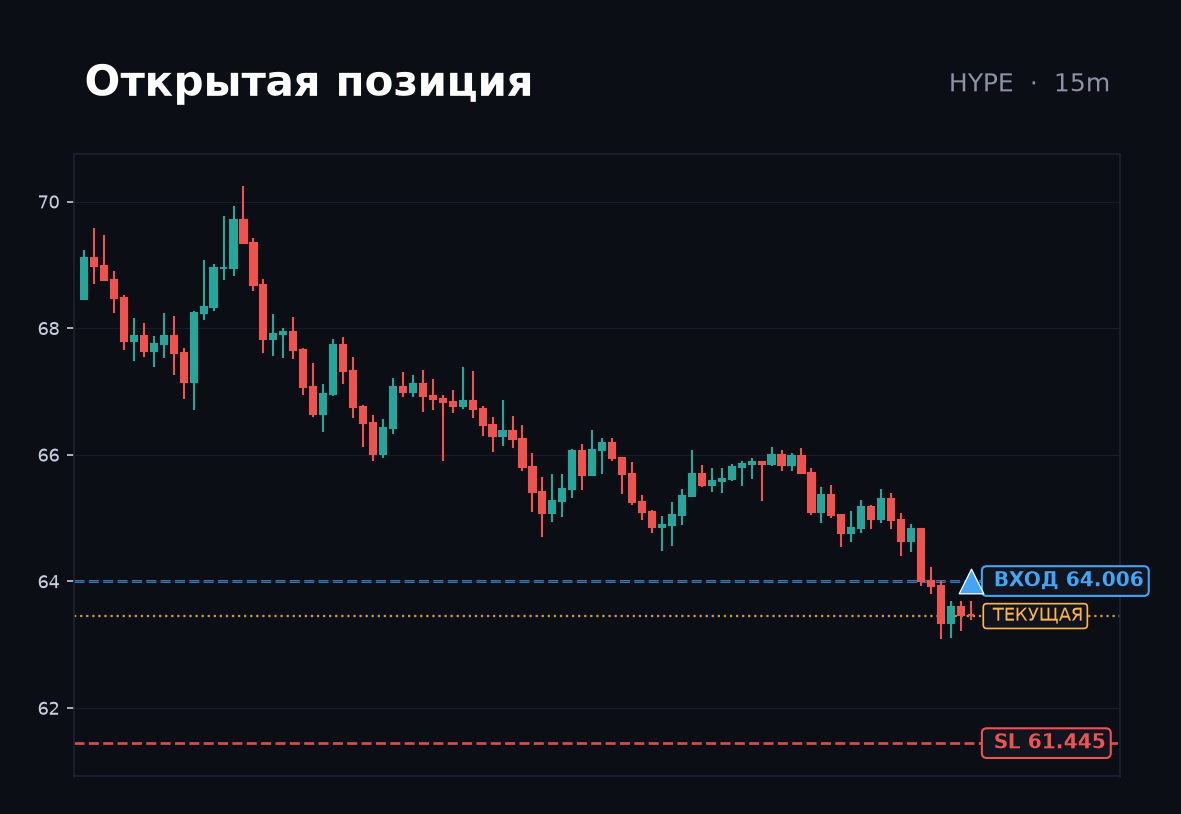 Открытая позиция
HYPE · 15m
70
68
66
64
62
ВХОД 64.006
ТЕКУЩАЯ
SL 61.445